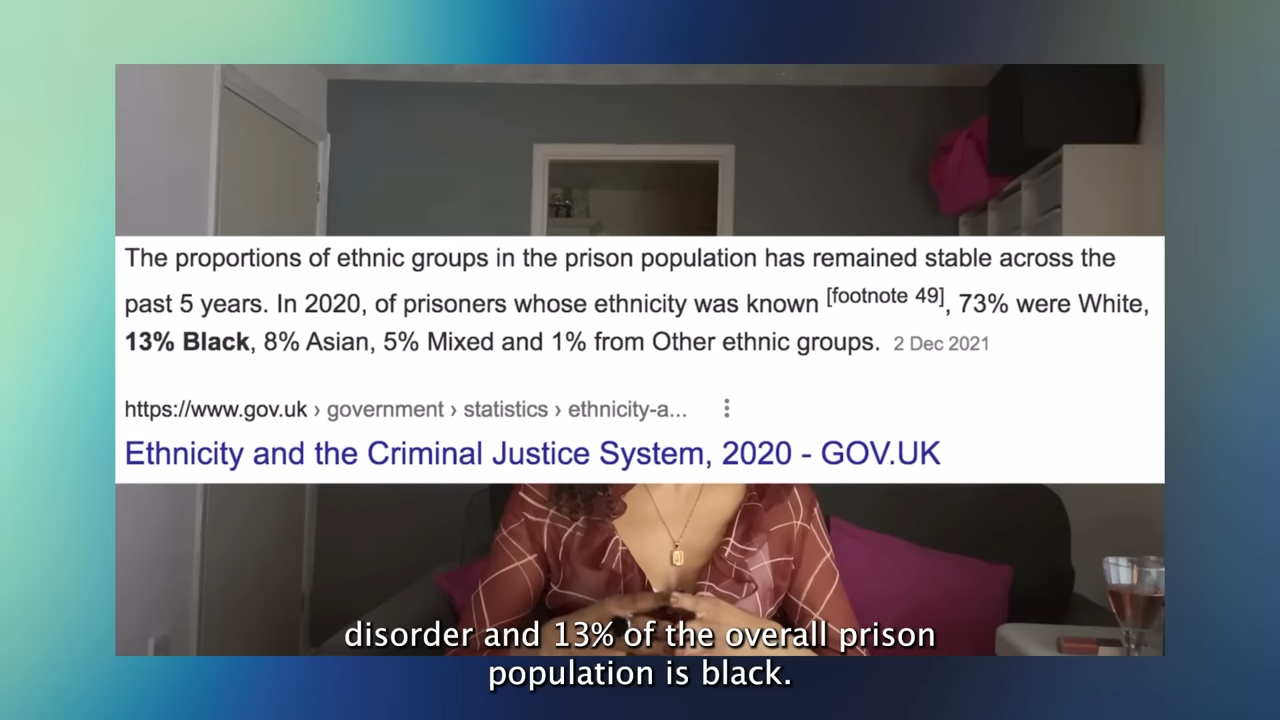 The proportions of ethnic groups in the prison population has remained stable across the
past 5 years. In 2020, of prisoners whose ethnicity was known [footnote 49], 73% were White,
13% Black, 8% Asian, 5% Mixed and 1% from Other ethnic groups. 2 Dec 2021
https://www.gov.uk › government › statistics › ethnicity-a...
Ethnicity and the Criminal Justice System, 2020 - GOV.UK
disorder and 13% of the overall prison
population is black.